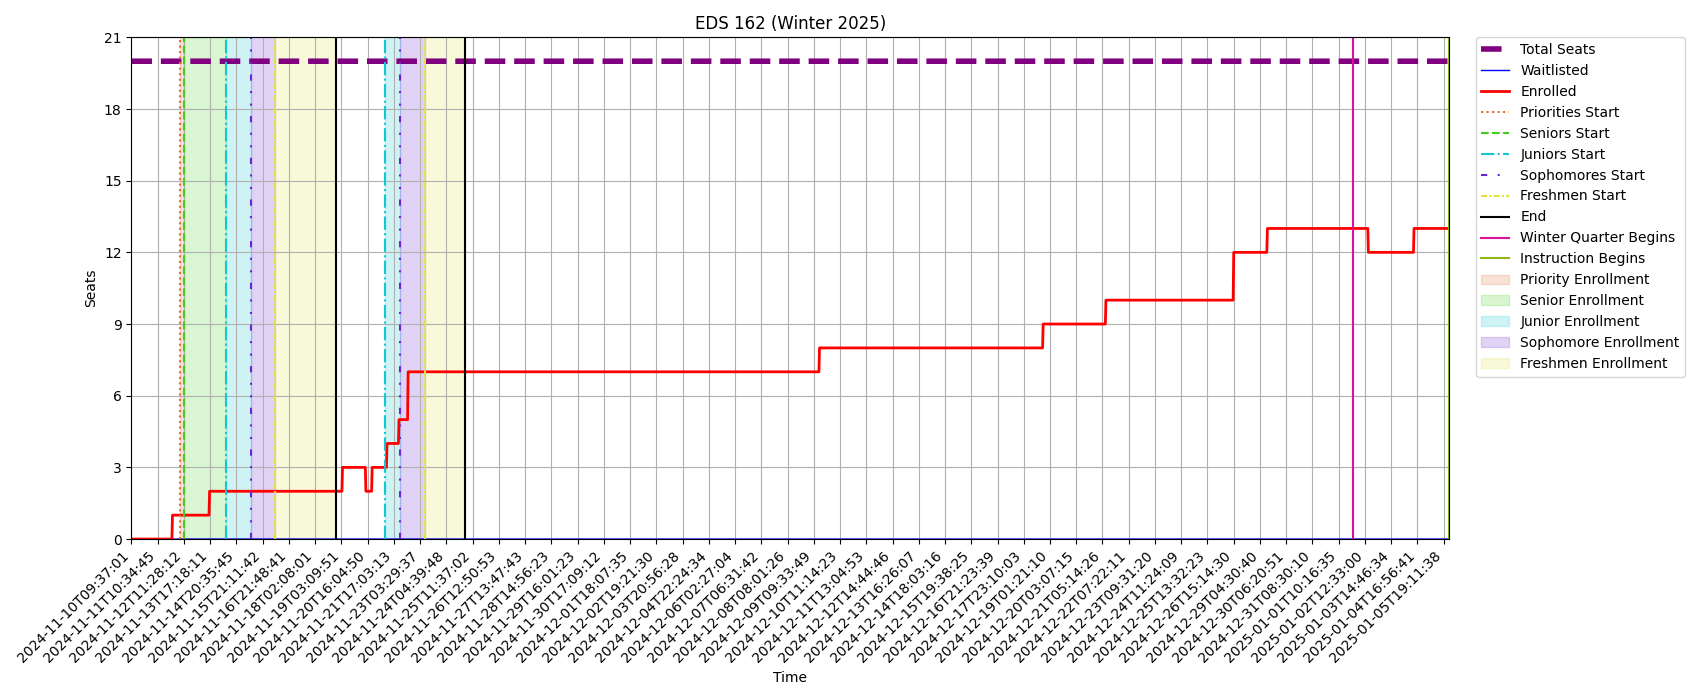 EDS 162 (Winter 2025)
21
18
15
12
9
6
3
0
Seats
2024-11-10T09:37:01
2024-11-11T10:34:45
2024-11-12T11:28:12
2024-11-13T17:18:11
2024-11-14T20:35:45
2024-11-15T21:11:42
2024-11-16T21:48:41
2024-11-18T02:08:01
2024-11-19T03:09:51
2024-11-20T16:04:50
2024-11-21T17:03:13
2024-11-23T03:29:37
2024-11-24T04:39:48
2024-11-25T11:37:02
2024-11-26T12:50:53
2024-11-27T13:47:43
2024-11-28T14:56:23
2024-11-29T16:01:23
2024-11-30T17:09:12
2024-12-01T18:07:35
2024-12-02T19:21:30
2024-12-03T20:56:28
2024-12-04T22:24:34
2024-12-06T02:27:04
2024-12-07T06:31:42
2024-12-08T08:01:26
2024-12-09T09:33:49
2024-12-10T11:14:23
2024-12-11T13:04:53
2024-12-12T14:44:46
2024-12-13T16:26:07
2024-12-14T18:03:16
2024-12-15T19:38:25
2024-12-16T21:23:39
2024-12-17T23:10:03
2024-12-19T01:21:10
2024-12-20T03:07:15
2024-12-21T05:14:26
2024-12-22T07:22:11
2024-12-23T09:31:20
2024-12-24T11:24:09
2024-12-25T13:32:23
2024-12-26T15:14:30
2024-12-29T04:30:40
2024-12-30T06:20:51
2024-12-31T08:30:10
2025-01-01T10:16:35
2025-01-02T12:33:00
2025-01-03T14:46:34
2025-01-04T16:56:41
2025-01-05T19:11:38
Time
Total Seats
Waitlisted
Enrolled
Priorities Start
Seniors Start
Juniors Start
Sophomores Start
Freshmen Start
End
Winter Quarter Begins
Instruction Begins
Priority Enrollment
Senior Enrollment
Junior Enrollment
Sophomore Enrollment
Freshmen Enrollment